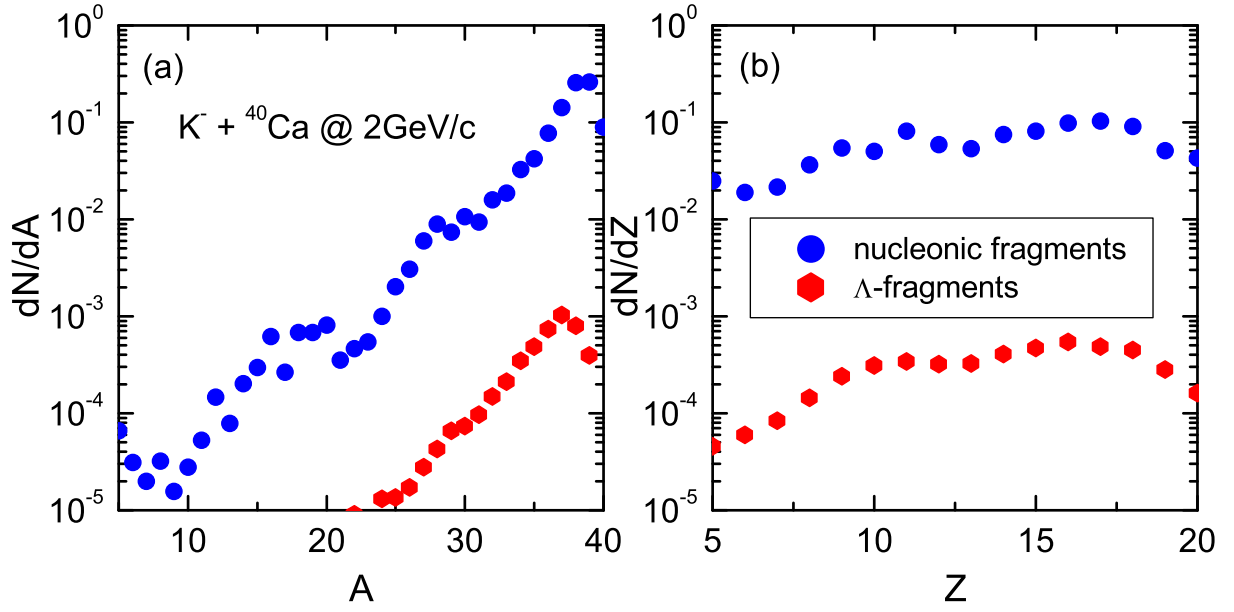 (a)
K⁻ + ⁴⁰Ca @ 2GeV/c
dN/dA
10⁰
10⁻¹
10⁻²
10⁻³
10⁻⁴
10⁻⁵
10
20
30
40
A
(b)
nucleonic fragments
Λ-fragments
dN/dZ
10⁰
10⁻¹
10⁻²
10⁻³
10⁻⁴
10⁻⁵
5
10
15
20
Z